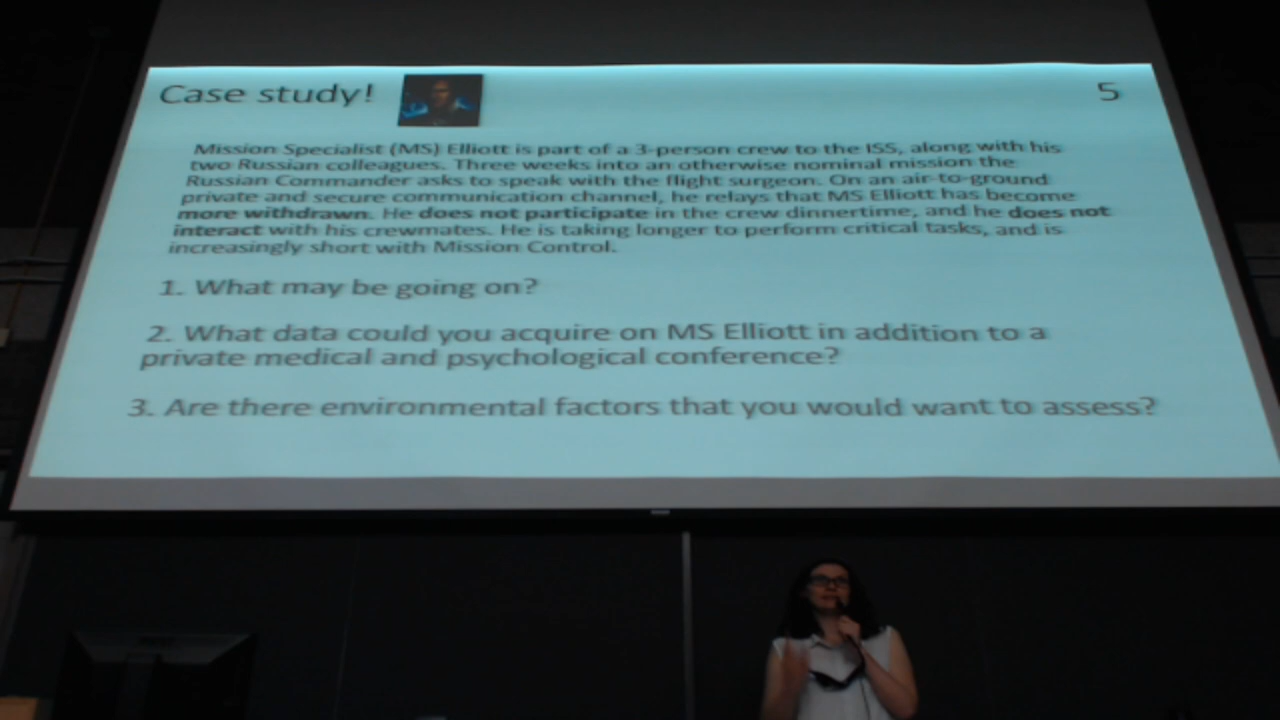 Case study!
5
Mission Specialist (MS) Elliott is part of a 3-person crew to the ISS, along with his
two Russian colleagues. Three weeks into an otherwise nominal mission the
Russian Commander asks to speak with the flight surgeon. On an air-to-ground
private and secure communication channel, he relays that MS Elliott has become
more withdrawn. He does not participate in the crew dinnertime, and he does not
interact with his crewmates. He is taking longer to perform critical tasks, and is
increasingly short with Mission Control.
1. What may be going on?
2. What data could you acquire on MS Elliott in addition to a
private medical and psychological conference?
3. Are there environmental factors that you would want to assess?